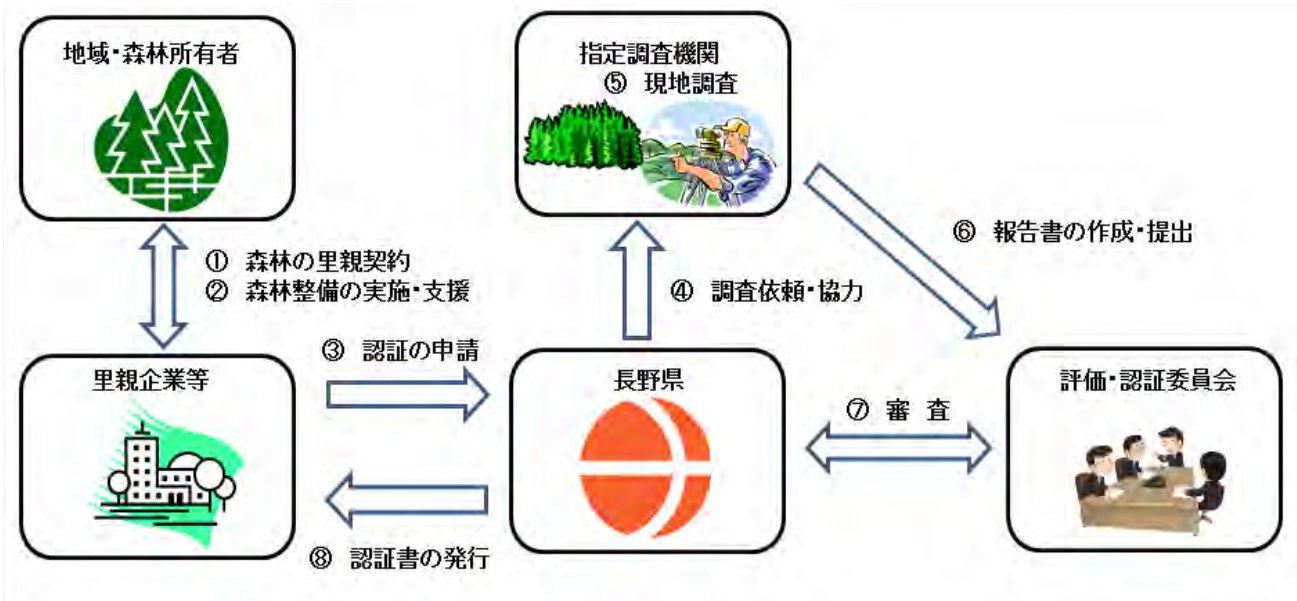 地域・森林所有者
指定調査機関
⑤ 現地調査
⑥ 報告書の作成・提出
① 森林の里親契約
② 森林整備の実施・支援
④ 調査依頼・協力
③ 認証の申請
里親企業等
長野県
評価・認証委員会
⑦ 審 査
⑧ 認証書の発行